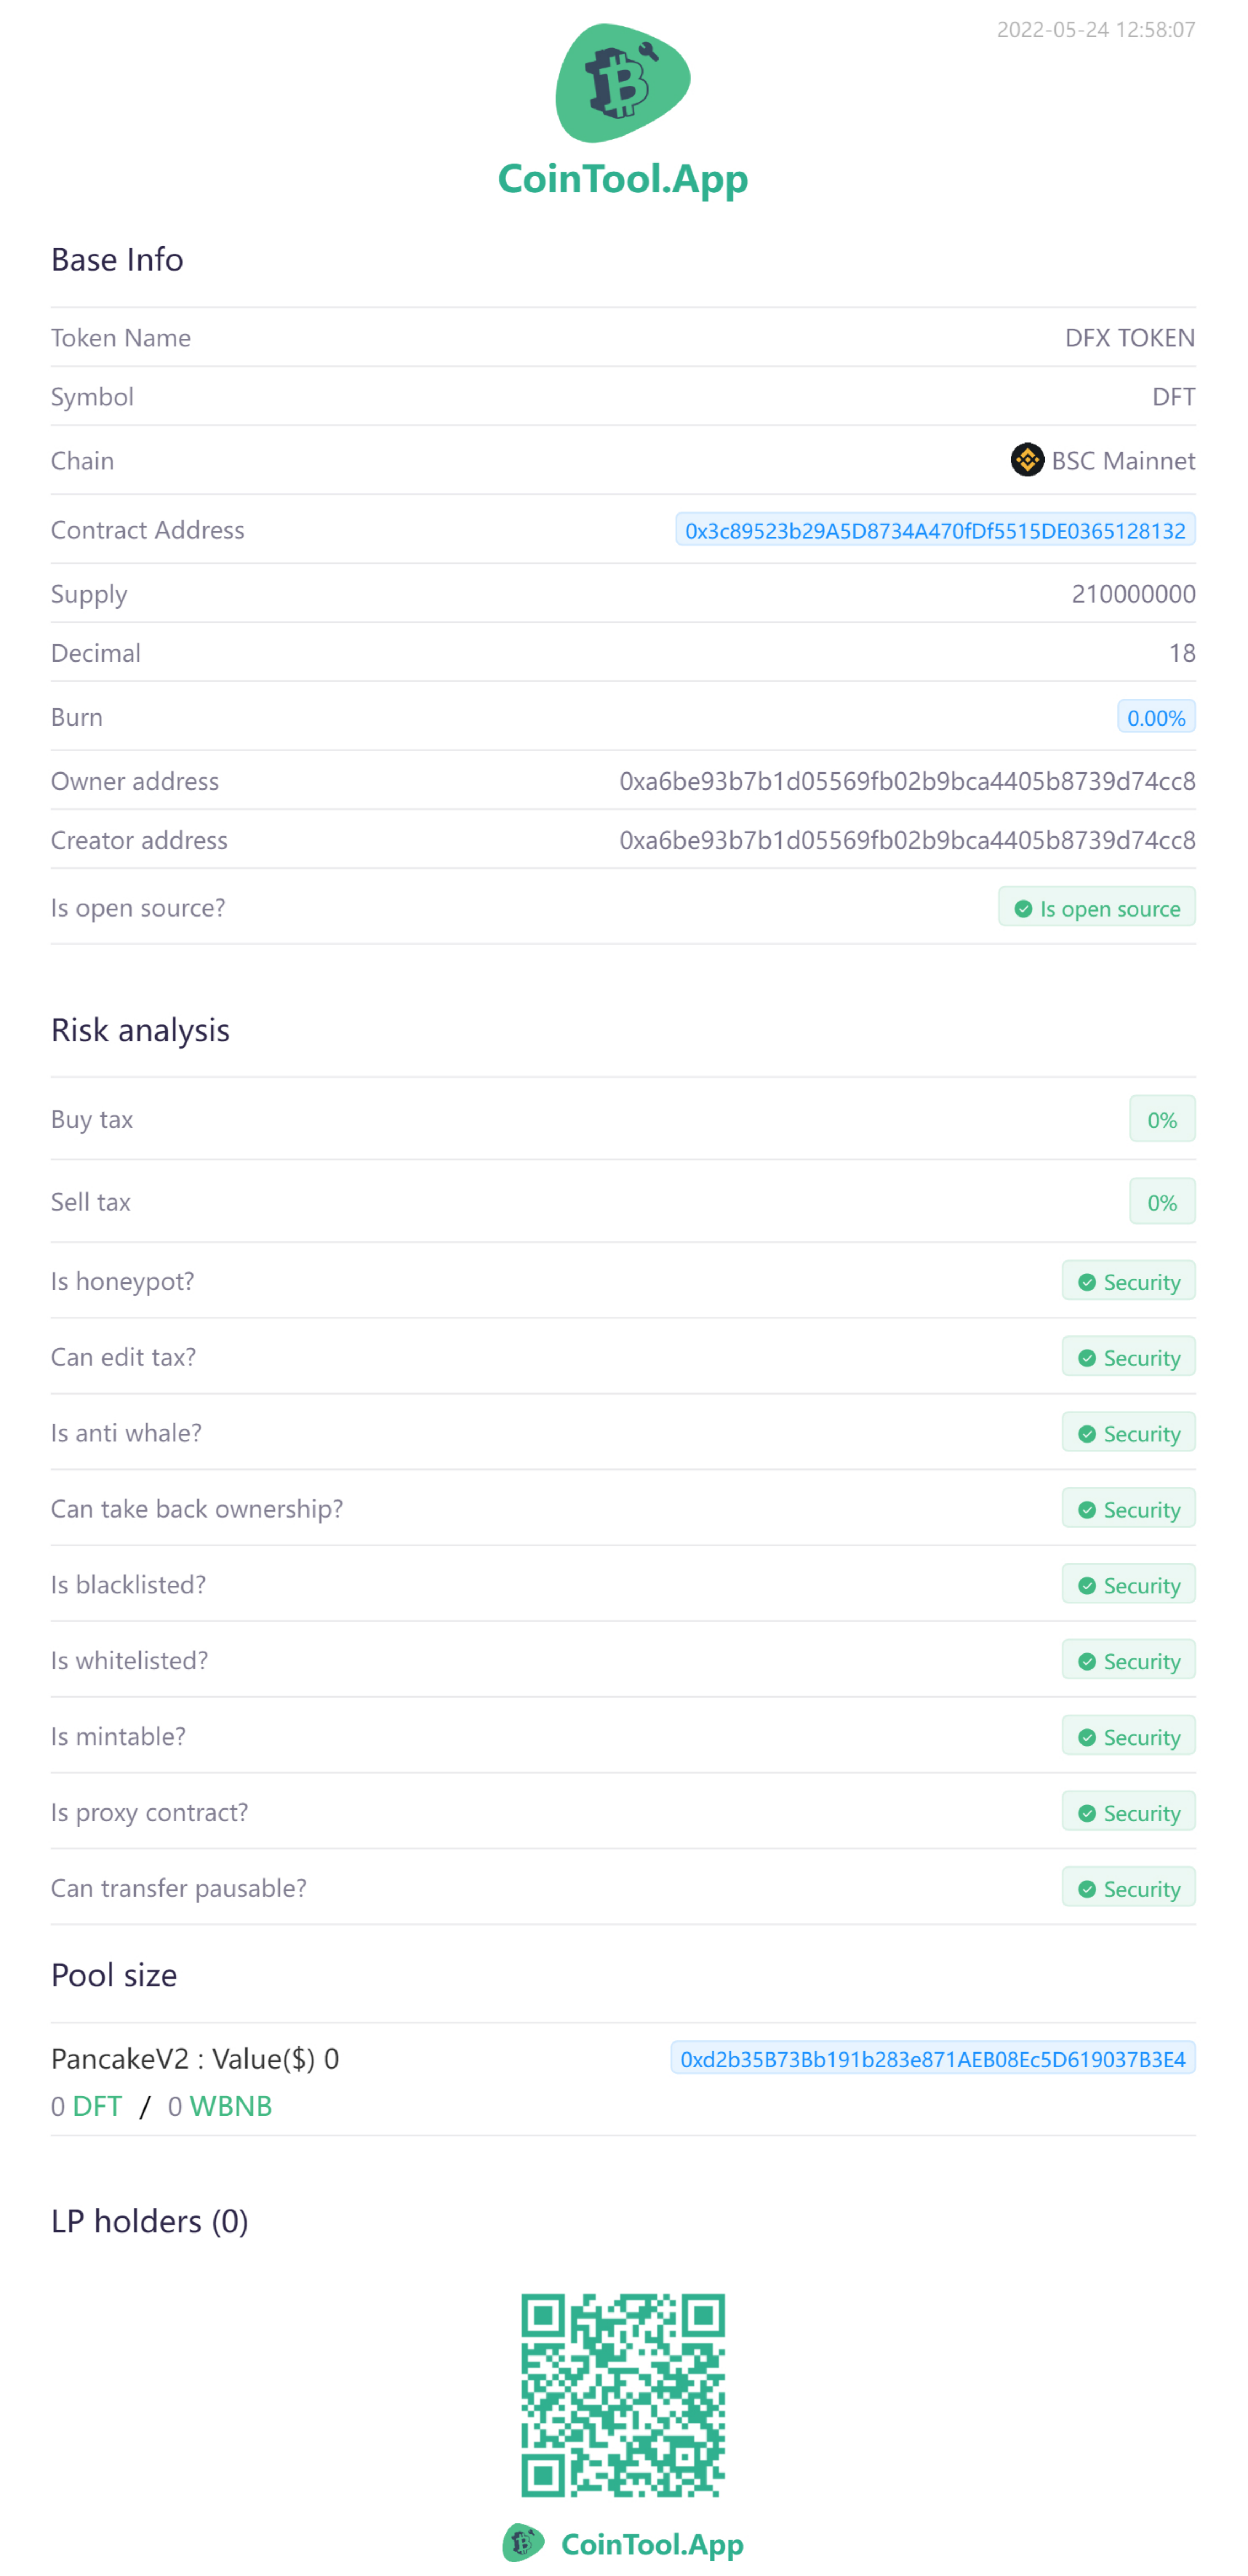 2022-05-24 12:58:07
CoinTool.App
Base Info
Token Name DFX TOKEN
Symbol DFT
Chain BSC Mainnet
Contract Address 0x3c89523b29A5D8734A470fDf5515DE0365128132
Supply 210000000
Decimal 18
Burn 0.00%
Owner address 0xa6be93b7b1d05569fb02b9bca4405b8739d74cc8
Creator address 0xa6be93b7b1d05569fb02b9bca4405b8739d74cc8
Is open source? Is open source
Risk analysis
Buy tax 0%
Sell tax 0%
Is honeypot? Security
Can edit tax? Security
Is anti whale? Security
Can take back ownership? Security
Is blacklisted? Security
Is whitelisted? Security
Is mintable? Security
Is proxy contract? Security
Can transfer pausable? Security
Pool size
PancakeV2 : Value($) 0 0xd2b35B73Bb191b283e871AEB08Ec5D619037B3E4
0 DFT / 0 WBNB
LP holders (0)
CoinTool.App